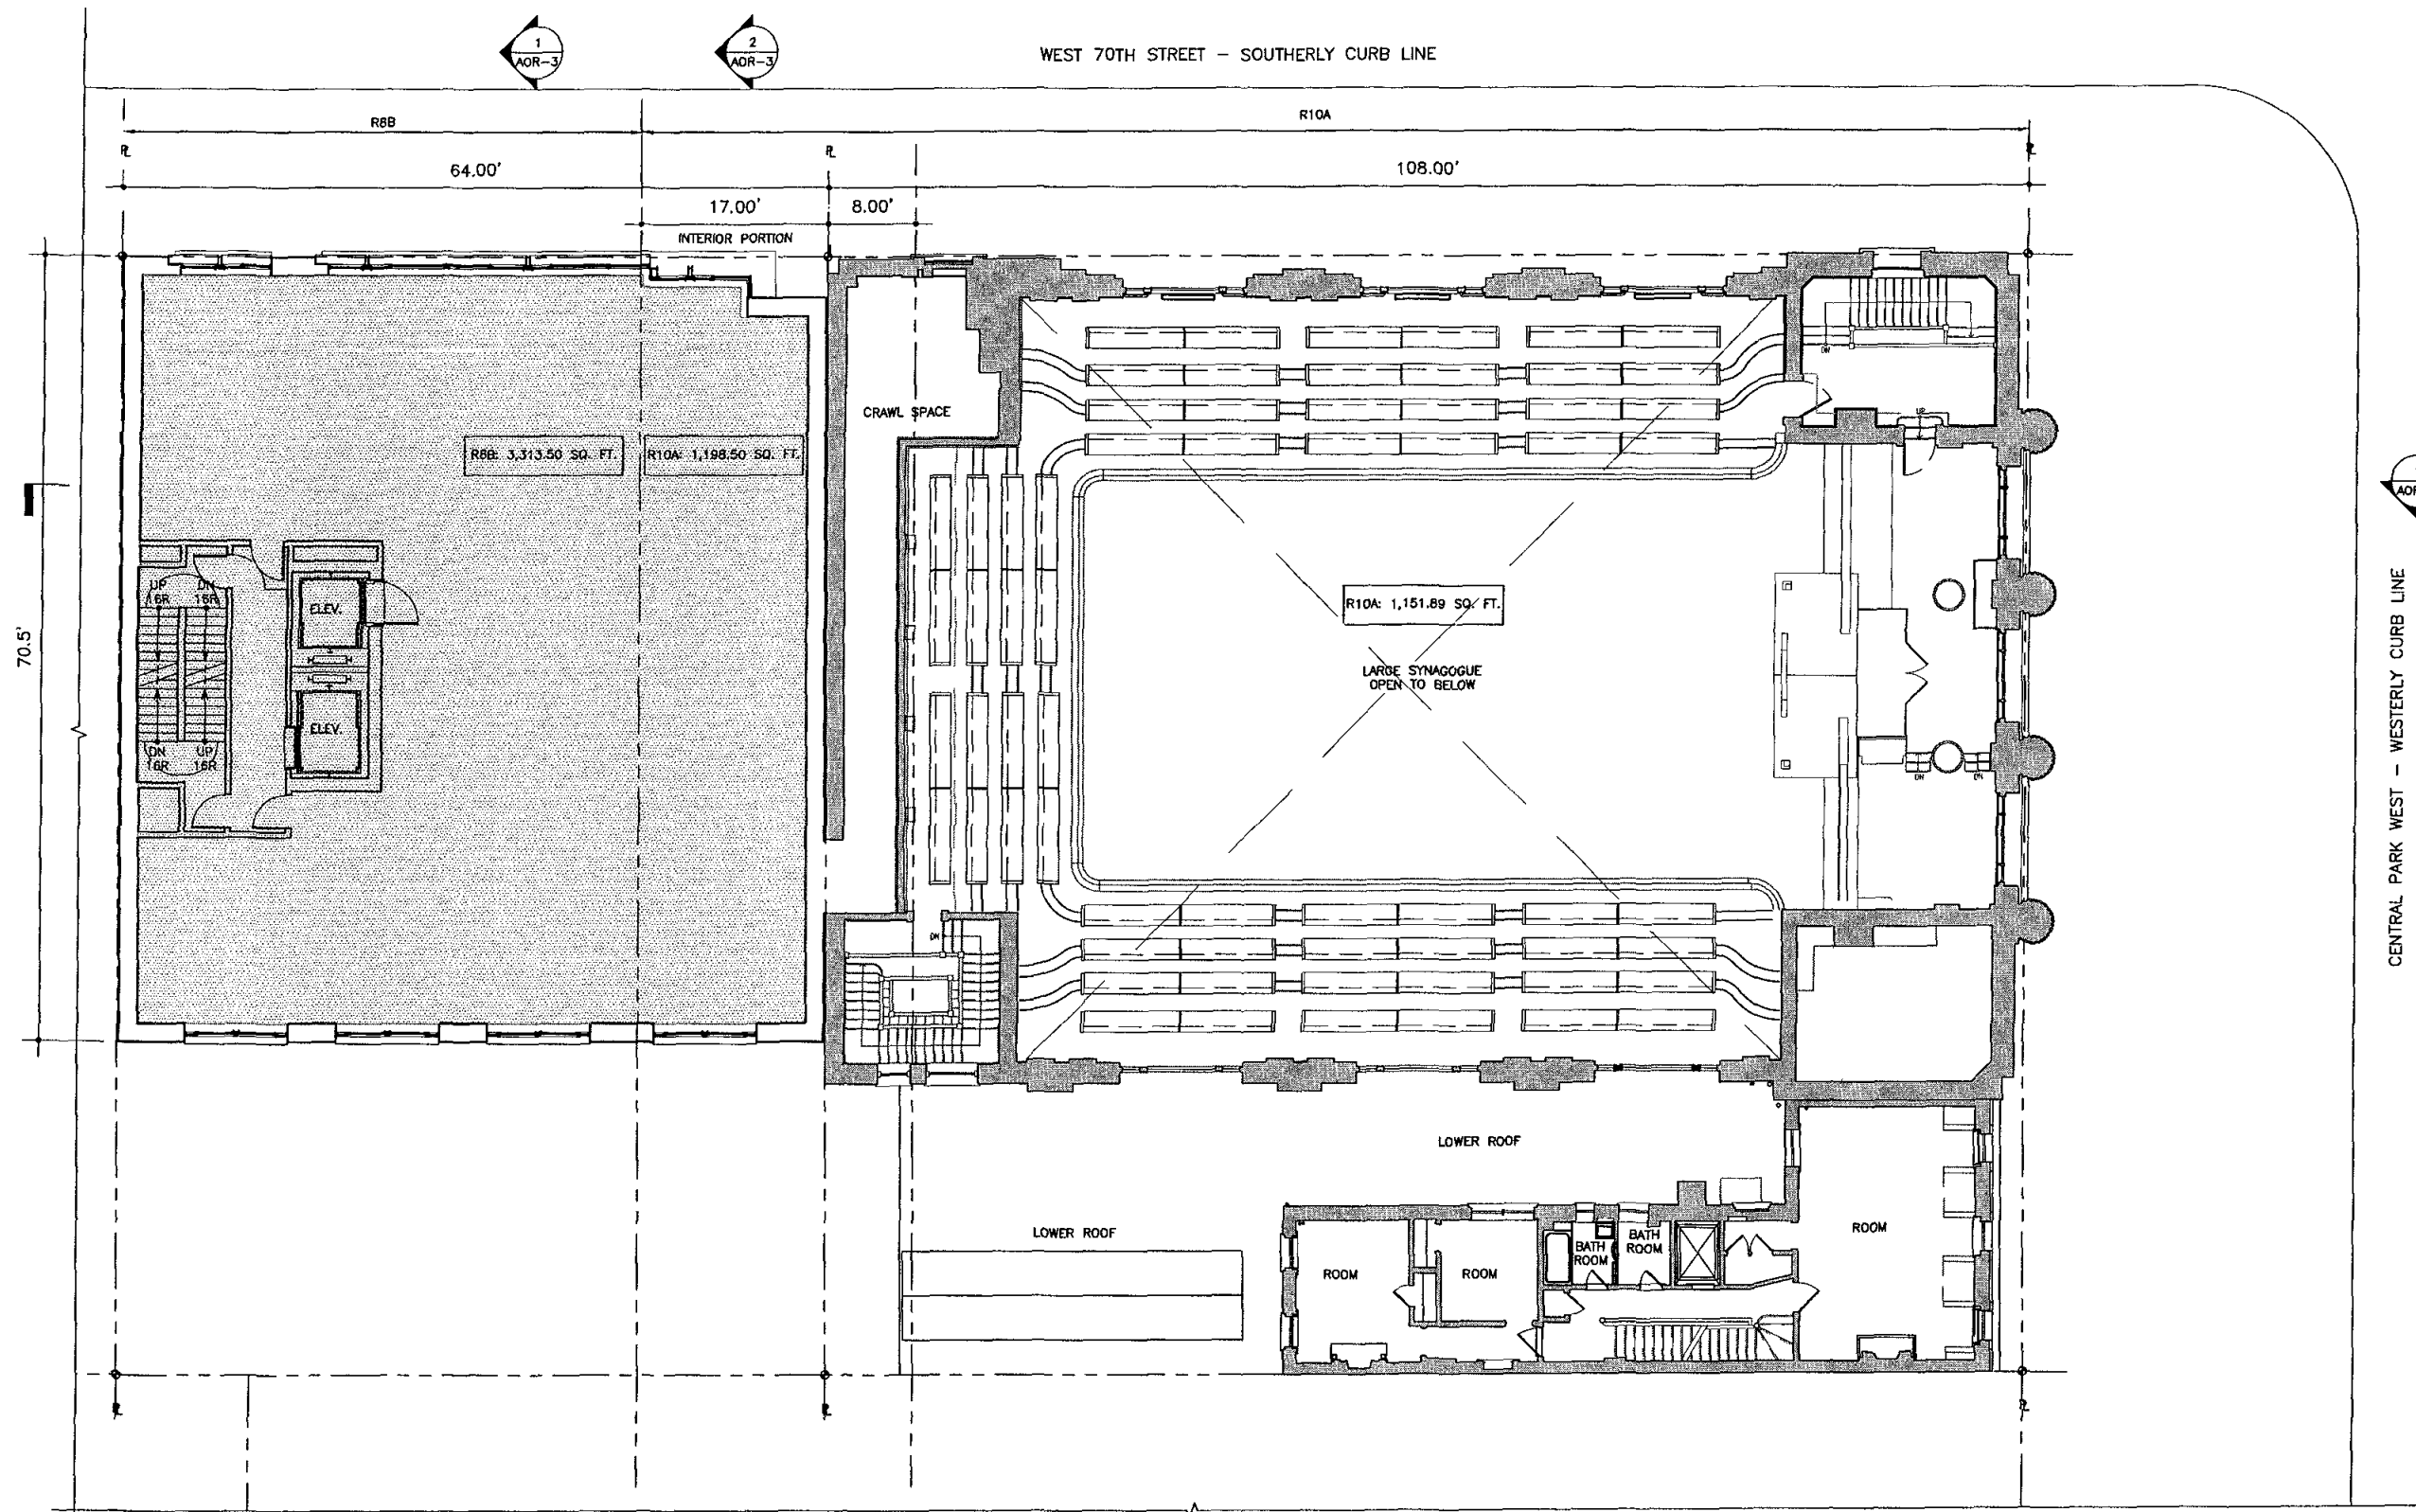 1
AOR-3
2
AOR-3
WEST 70TH STREET - SOUTHERLY CURB LINE
R8B
R10A
64.00'
108.00'
17.00'
8.00'
INTERIOR PORTION
CRAWL SPACE
R8B: 3,313.50 SQ. FT.
R10A: 1,198.50 SQ. FT.
DN
UP
70.5'
UP
16R
DN
16R
ELEV.
ELEV.
DN
16R
UP
16R
R10A: 1,151.89 SQ. FT.
LARGE SYNAGOGUE
OPEN TO BELOW
DN
DN
DN
CENTRAL PARK WEST - WESTERLY CURB LINE
LOWER ROOF
LOWER ROOF
ROOM
ROOM
BATH
ROOM
BATH
ROOM
ROOM